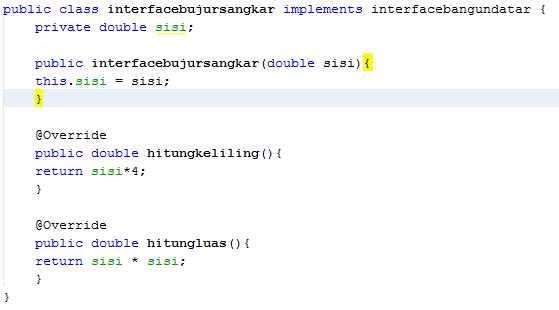 public class interfacebujursangkar implements interfacebangundatar {
    private double sisi;

    public interfacebujursangkar(double sisi){
    this.sisi = sisi;
    }

    @Override
    public double hitungkeliling(){
    return sisi*4;
    }

    @Override
    public double hitungluas(){
    return sisi * sisi;
    }
}